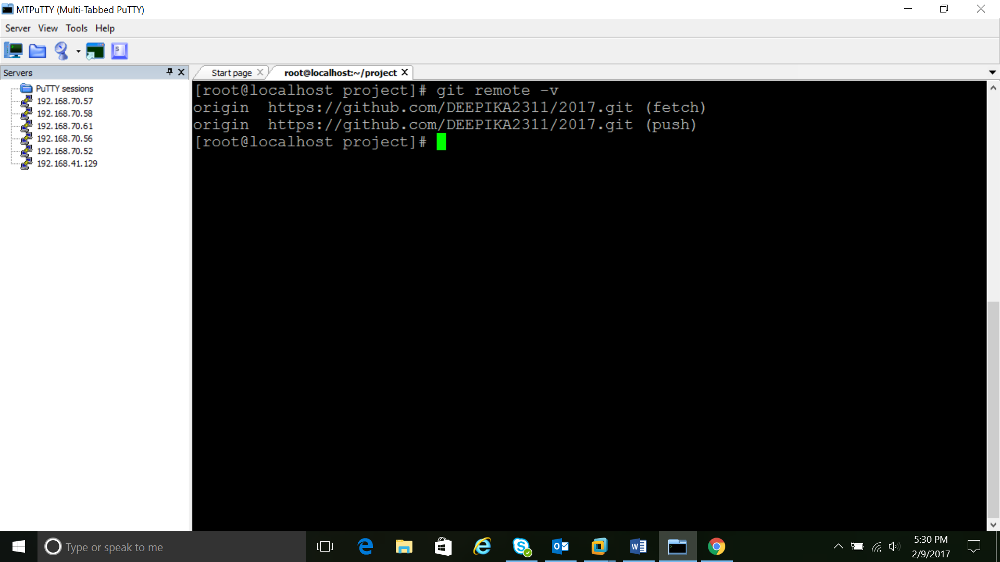 MTPuTTY (Multi-Tabbed PuTTY)
Server View Tools Help
Servers
PuTTY sessions
192.168.70.57
192.168.70.58
192.168.70.61
192.168.70.56
192.168.70.52
192.168.41.129
Start page
root@localhost:~/project
[root@localhost project]# git remote -v
origin  https://github.com/DEEPIKA2311/2017.git (fetch)
origin  https://github.com/DEEPIKA2311/2017.git (push)
[root@localhost project]#
Type or speak to me
5:30 PM
2/9/2017